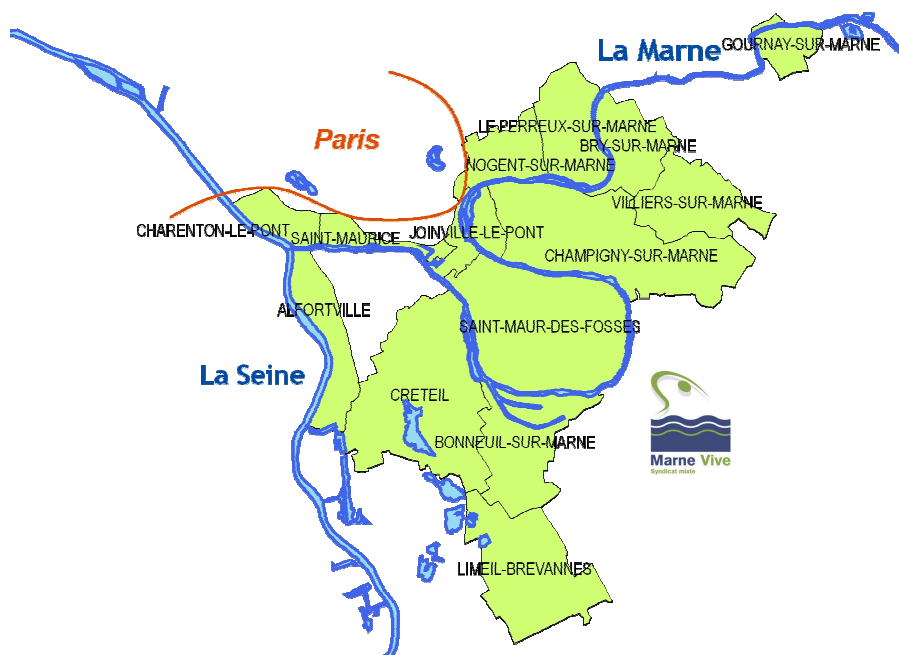 La Marne
GOURNAY-SUR-MARNE
LE-PERREUX-SUR-MARNE
Paris
BRY-SUR-MARNE
NOGENT-SUR-MARNE
VILLIERS-SUR-MARNE
CHARENTON-LE-PONT
SAINT-MAURICE
JOINVILLE-LE-PONT
CHAMPIGNY-SUR-MARNE
ALFORTVILLE
SAINT-MAUR-DES-FOSSES
La Seine
CRETEIL
BONNEUIL-SUR-MARNE
Marne Vive
Syndicat mixte
LIMEIL-BREVANNES